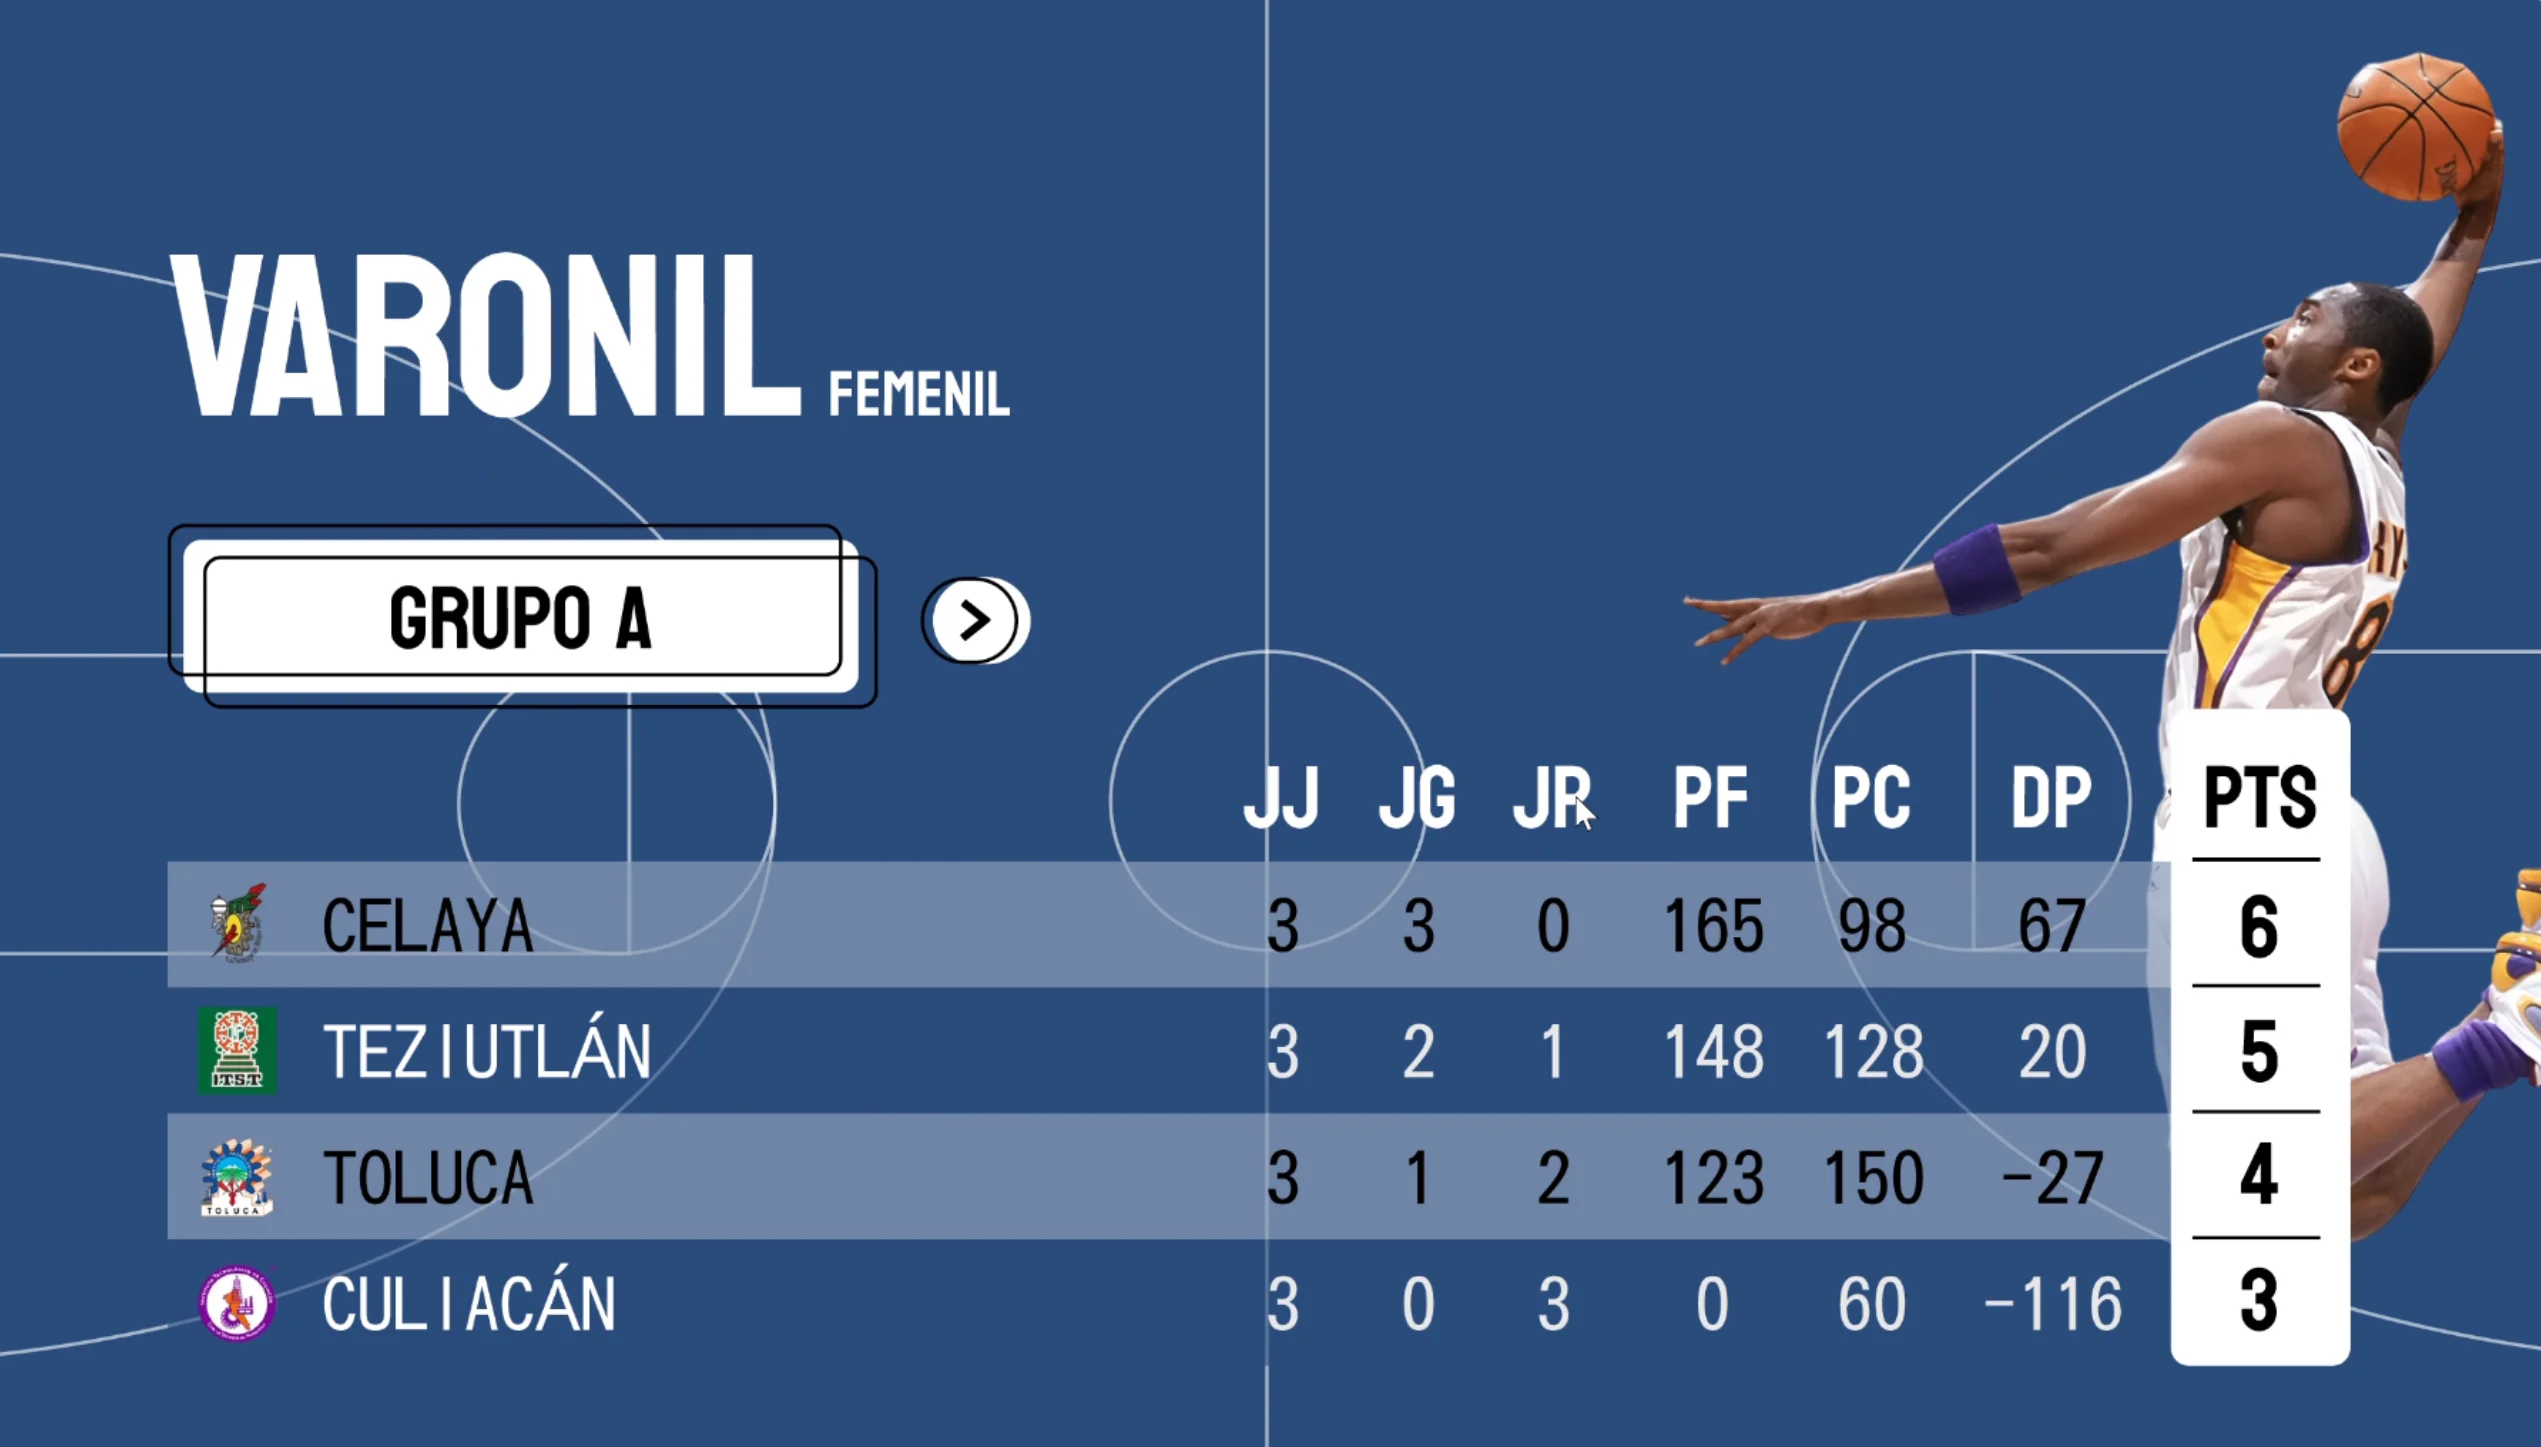 VARONIL FEMENIL
GRUPO A
JJ JG JP PF PC DP PTS
CELAYA 3 3 0 165 98 67 6
ITST TEZIUTLÁN 3 2 1 148 128 20 5
TOLUCA TOLUCA 3 1 2 123 150 -27 4
CULIACÁN 3 0 3 0 60 -116 3
8